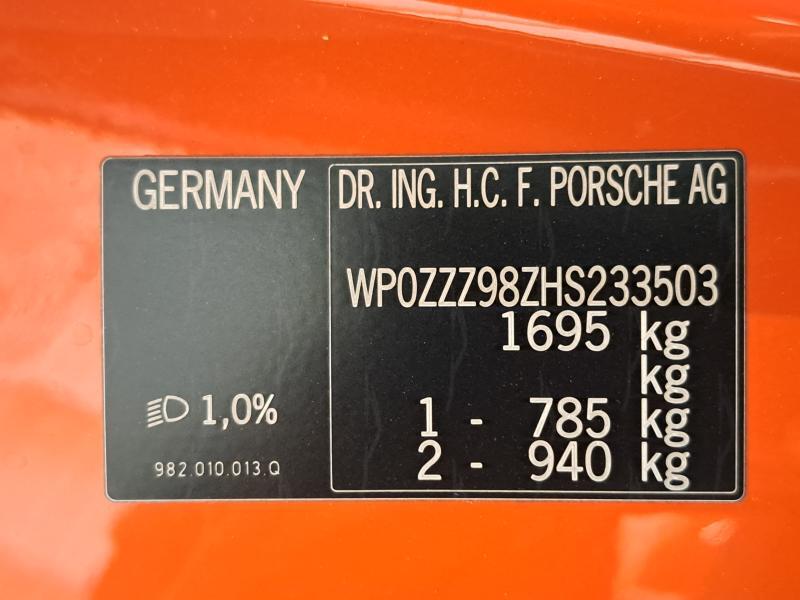 GERMANY
DR. ING. H.C. F. PORSCHE AG
WP0ZZZ98ZHS233503
1695 kg
kg
1 - 785 kg
2 - 940 kg
1,0%
982.010.013.Q